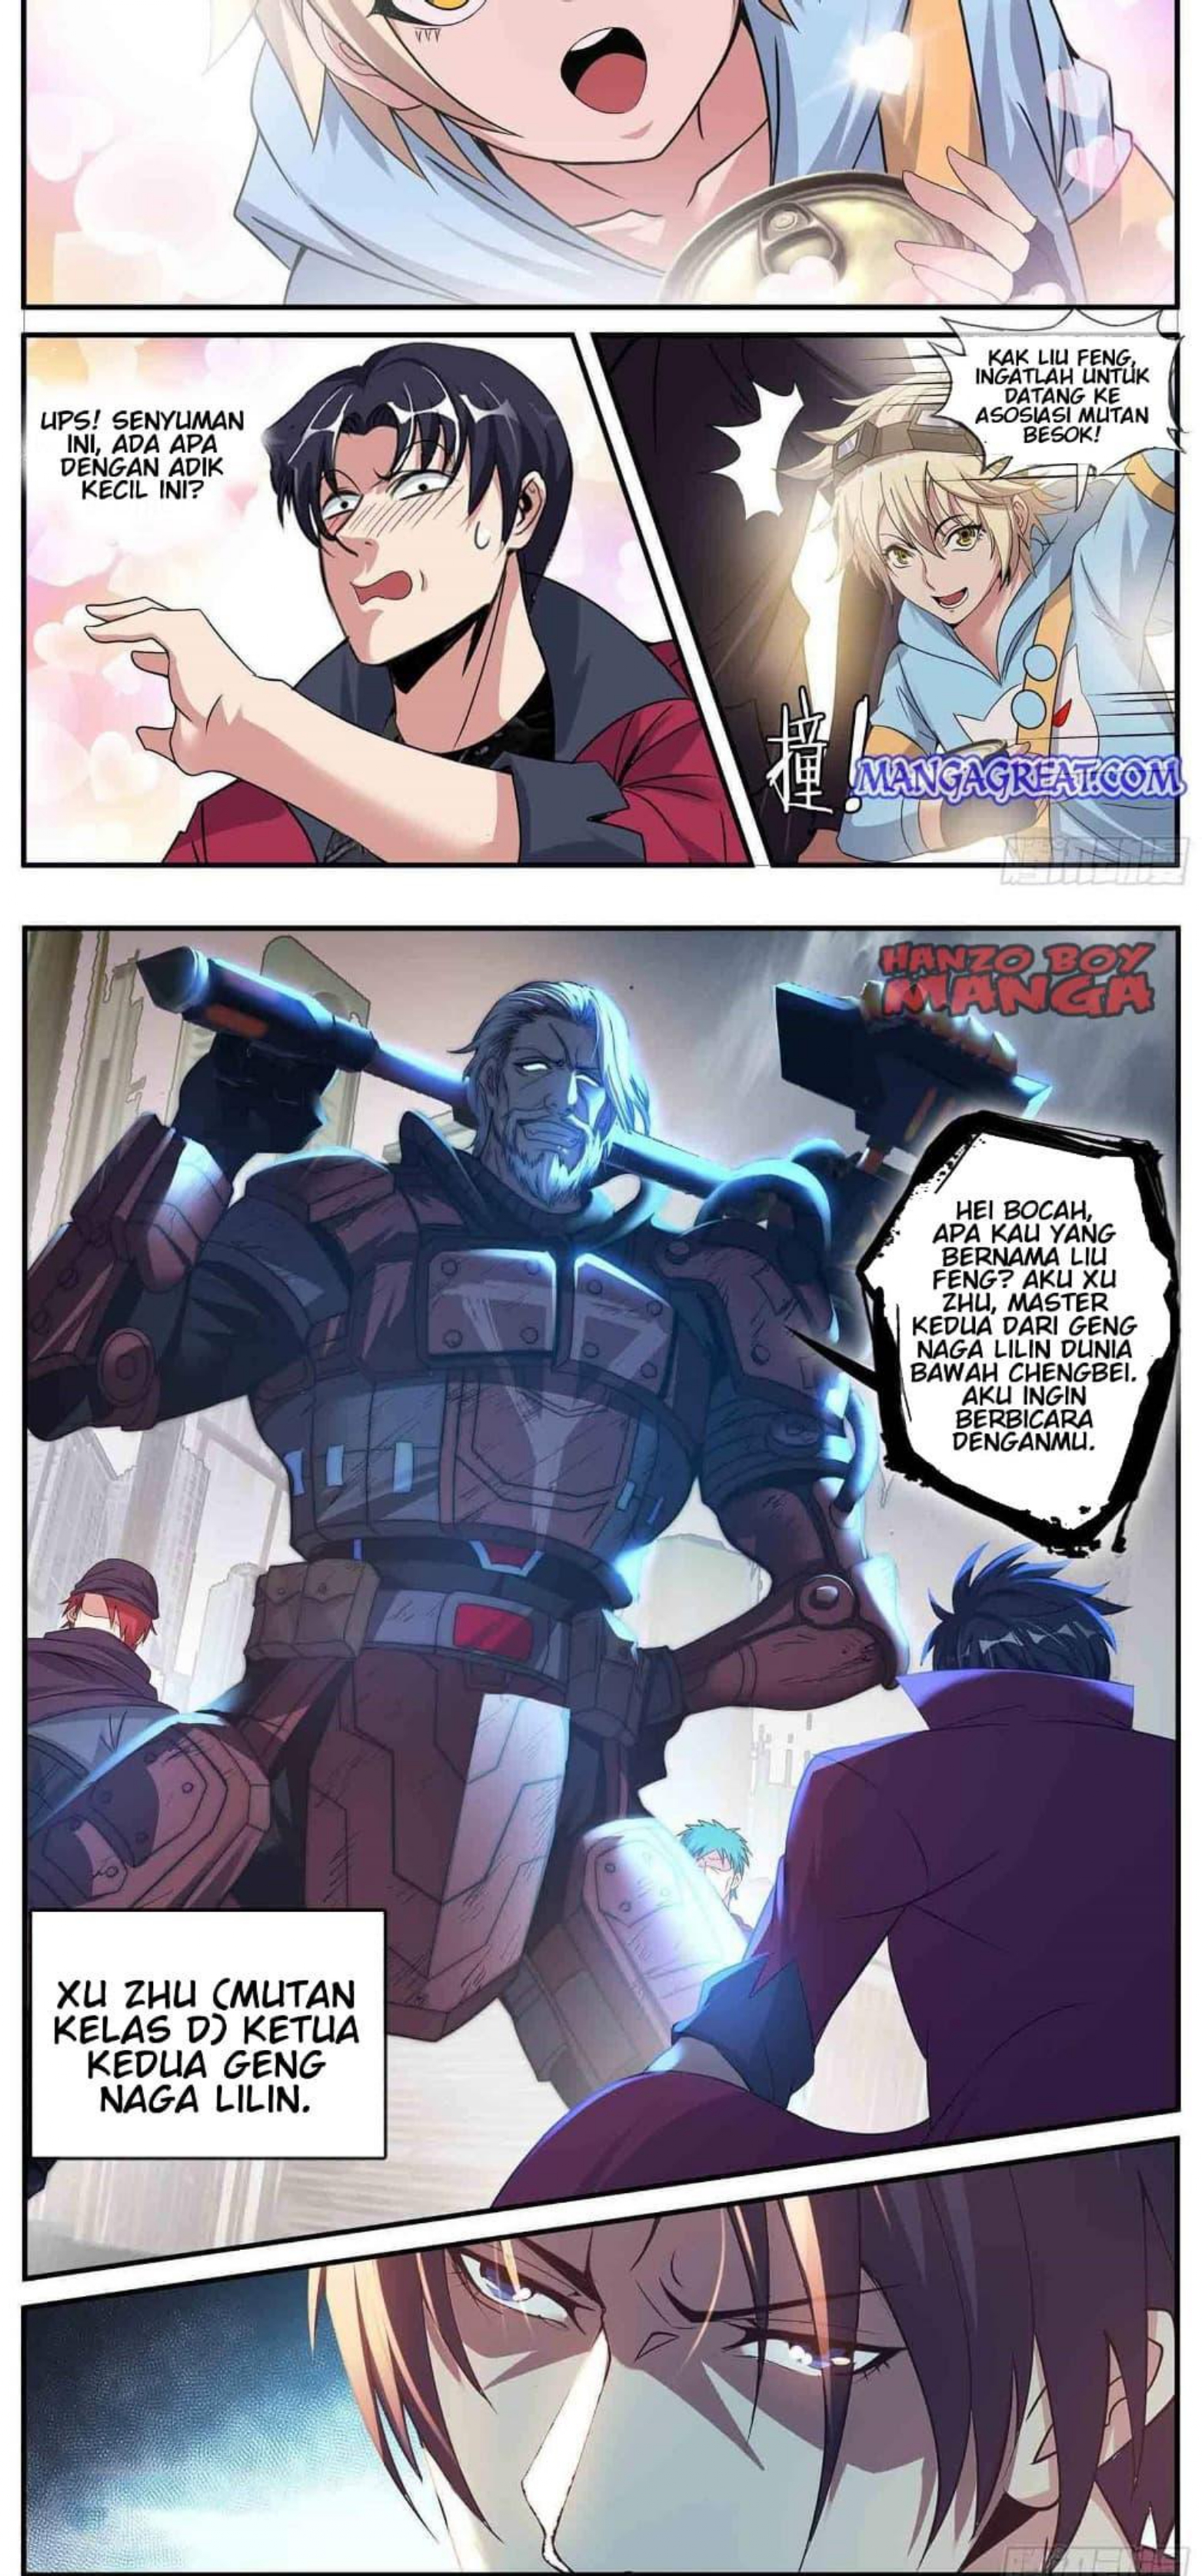 UPS! SENYUMAN
INI, ADA APA
DENGAN ADIK
KECIL INI?
KAK LIU FENG,
INGATLAH UNTUK
DATANG KE
ASOSIASI MUTAN
BESOK!
撞!
MANGAGREAT.COM
HANZO BOY
MANGA
HEI BOCAH,
APA KAU YANG
BERNAMA LIU
FENG? AKU XU
ZHU, MASTER
KEDUA DARI GENG
NAGA LILIN DUNIA
BAWAH CHENGBEI.
AKU INGIN
BERBICARA
DENGANMU.
XU ZHU (MUTAN
KELAS D) KETUA
KEDUA GENG
NAGA LILIN.